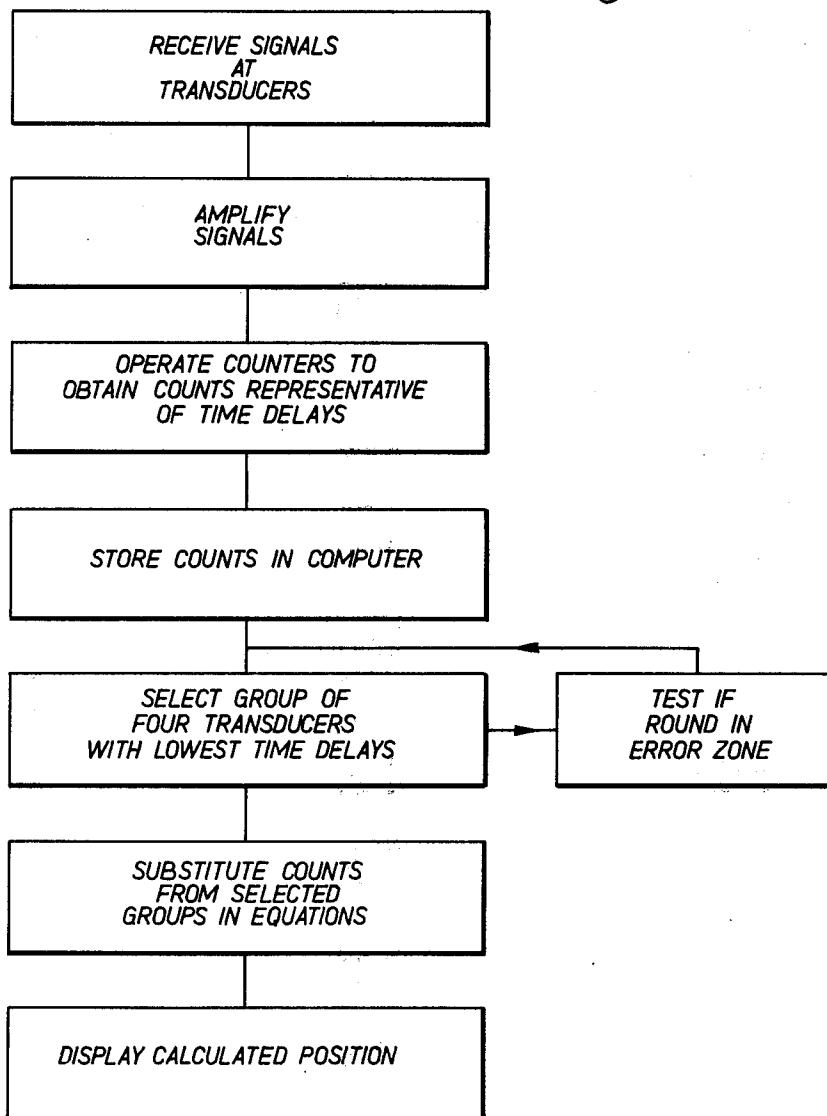 RECEIVE SIGNALS
AT
TRANSDUCERS
AMPLIFY
SIGNALS
OPERATE COUNTERS TO
OBTAIN COUNTS REPRESENTATIVE
OF TIME DELAYS
STORE COUNTS IN COMPUTER
SELECT GROUP OF
FOUR TRANSDUCERS
WITH LOWEST TIME DELAYS
TEST IF
ROUND IN
ERROR ZONE
SUBSTITUTE COUNTS
FROM SELECTED
GROUPS IN EQUATIONS
DISPLAY CALCULATED POSITION